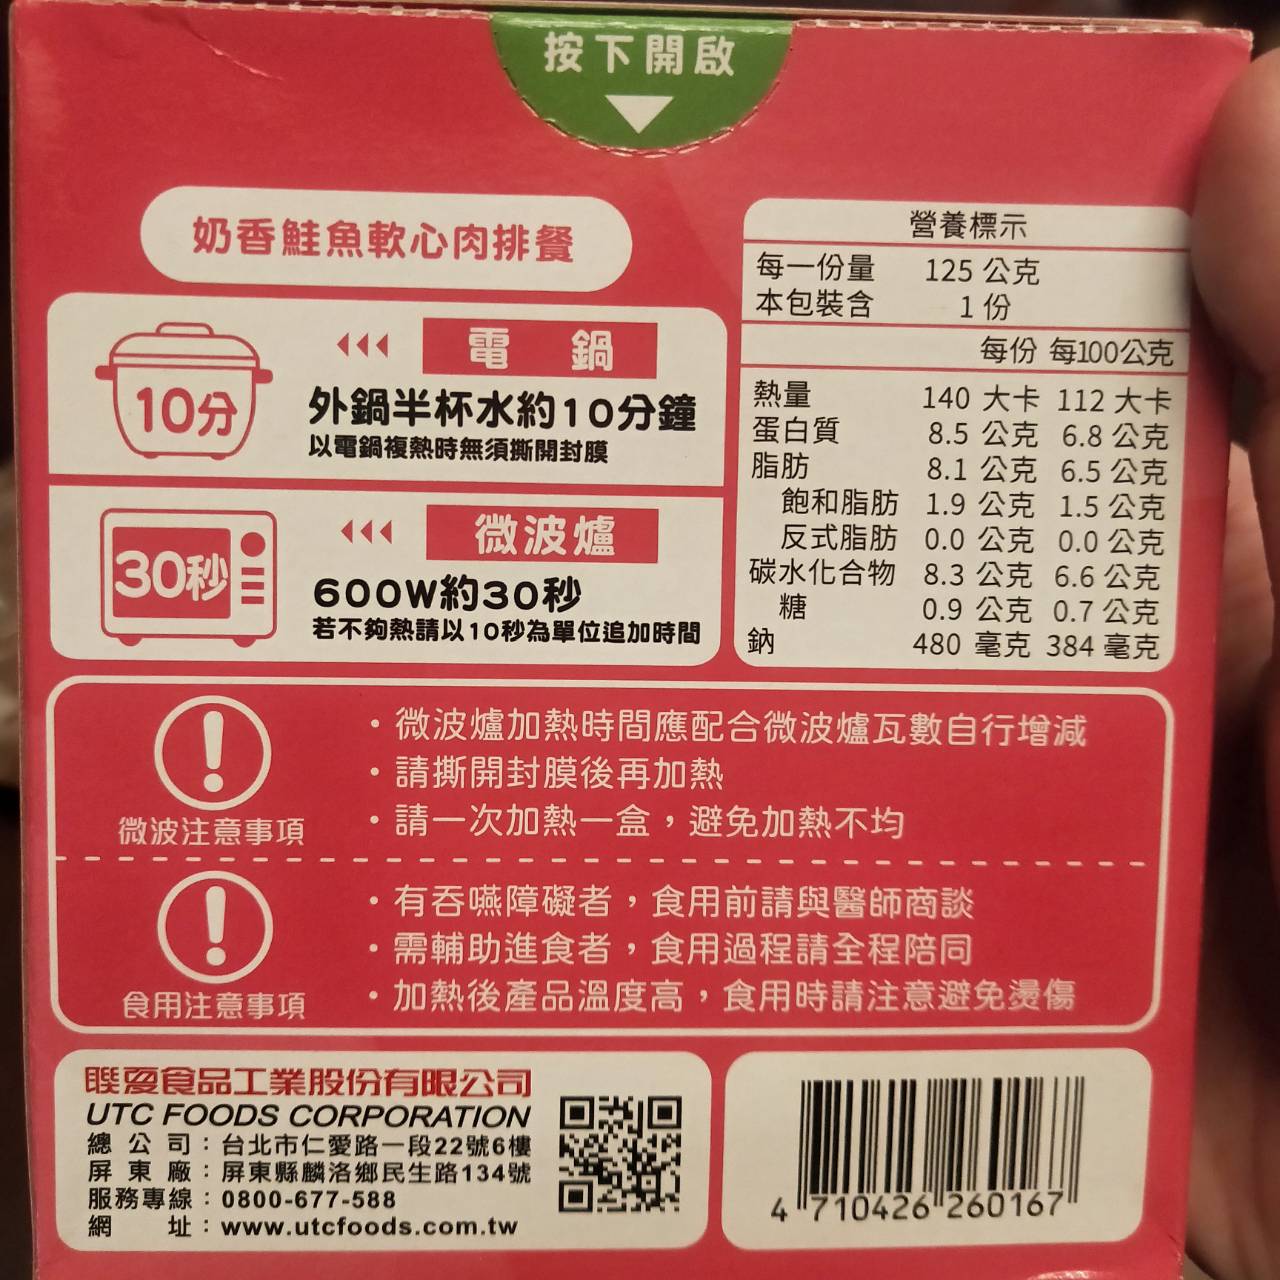 按下開啟
奶香鮭魚軟心肉排餐
10分
電 鍋
外鍋半杯水約10分鐘
以電鍋複熱時無須撕開封膜
30秒
微波爐
600W約30秒
若不夠熱請以10秒為單位追加時間
營養標示
每一份量 125 公克
本包裝含 1 份
每份 每100公克
熱量 140 大卡 112 大卡
蛋白質 8.5 公克 6.8 公克
脂肪 8.1 公克 6.5 公克
飽和脂肪 1.9 公克 1.5 公克
反式脂肪 0.0 公克 0.0 公克
碳水化合物 8.3 公克 6.6 公克
糖 0.9 公克 0.7 公克
鈉 480 毫克 384 毫克
微波注意事項
・微波爐加熱時間應配合微波爐瓦數自行增減
・請撕開封膜後再加熱
・請一次加熱一盒，避免加熱不均
食用注意事項
・有吞嚥障礙者，食用前請與醫師商談
・需輔助進食者，食用過程請全程陪同
・加熱後產品溫度高，食用時請注意避免燙傷
聯夏食品工業股份有限公司
UTC FOODS CORPORATION
總公司：台北市仁愛路一段22號6樓
屏東廠：屏東縣麟洛鄉民生路134號
服務專線：0800-677-588
網址：www.utcfoods.com.tw
4 710426 260167